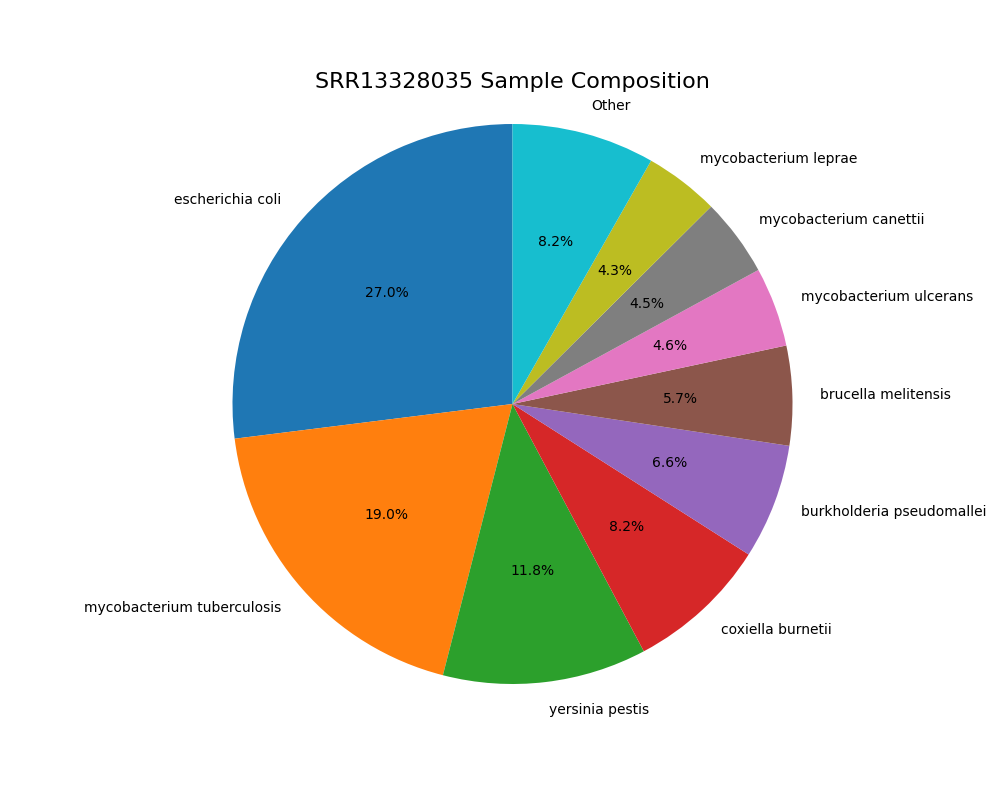 SRR13328035 Sample Composition
Other
mycobacterium leprae
mycobacterium canettii
escherichia coli
8.2%
4.3%
27.0%
4.5%
mycobacterium ulcerans
4.6%
5.7%
brucella melitensis
6.6%
burkholderia pseudomallei
19.0%
8.2%
11.8%
mycobacterium tuberculosis
coxiella burnetii
yersinia pestis